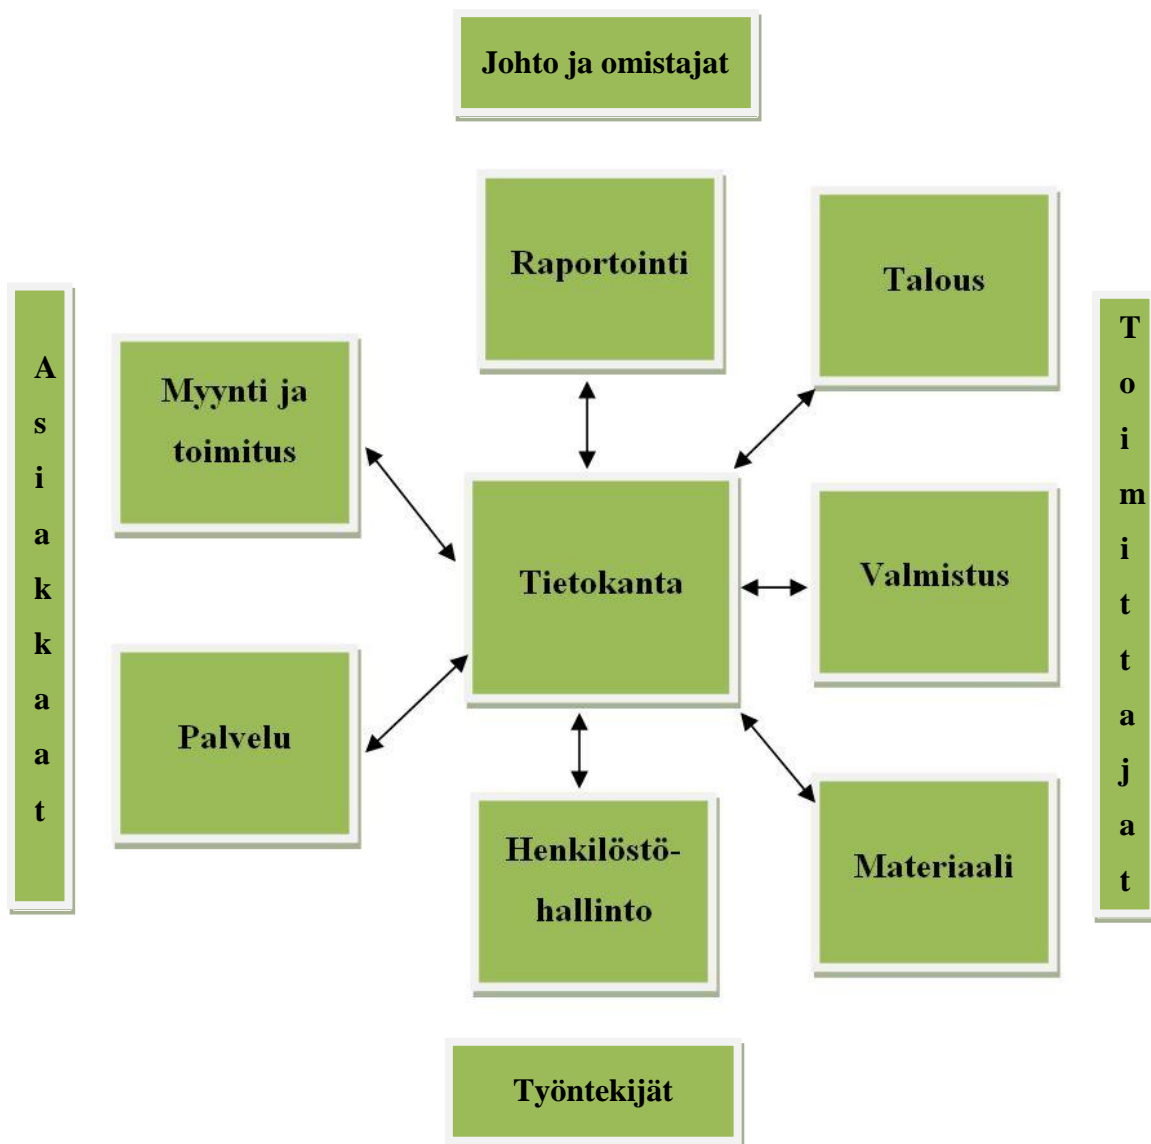 Johto ja omistajat
Raportointi
Talous
Asiakkaat
Toimittajat
Myynti ja
toimitus
Tietokanta
Valmistus
Palvelu
Henkilöstö-
hallinto
Materiaali
Työntekijät